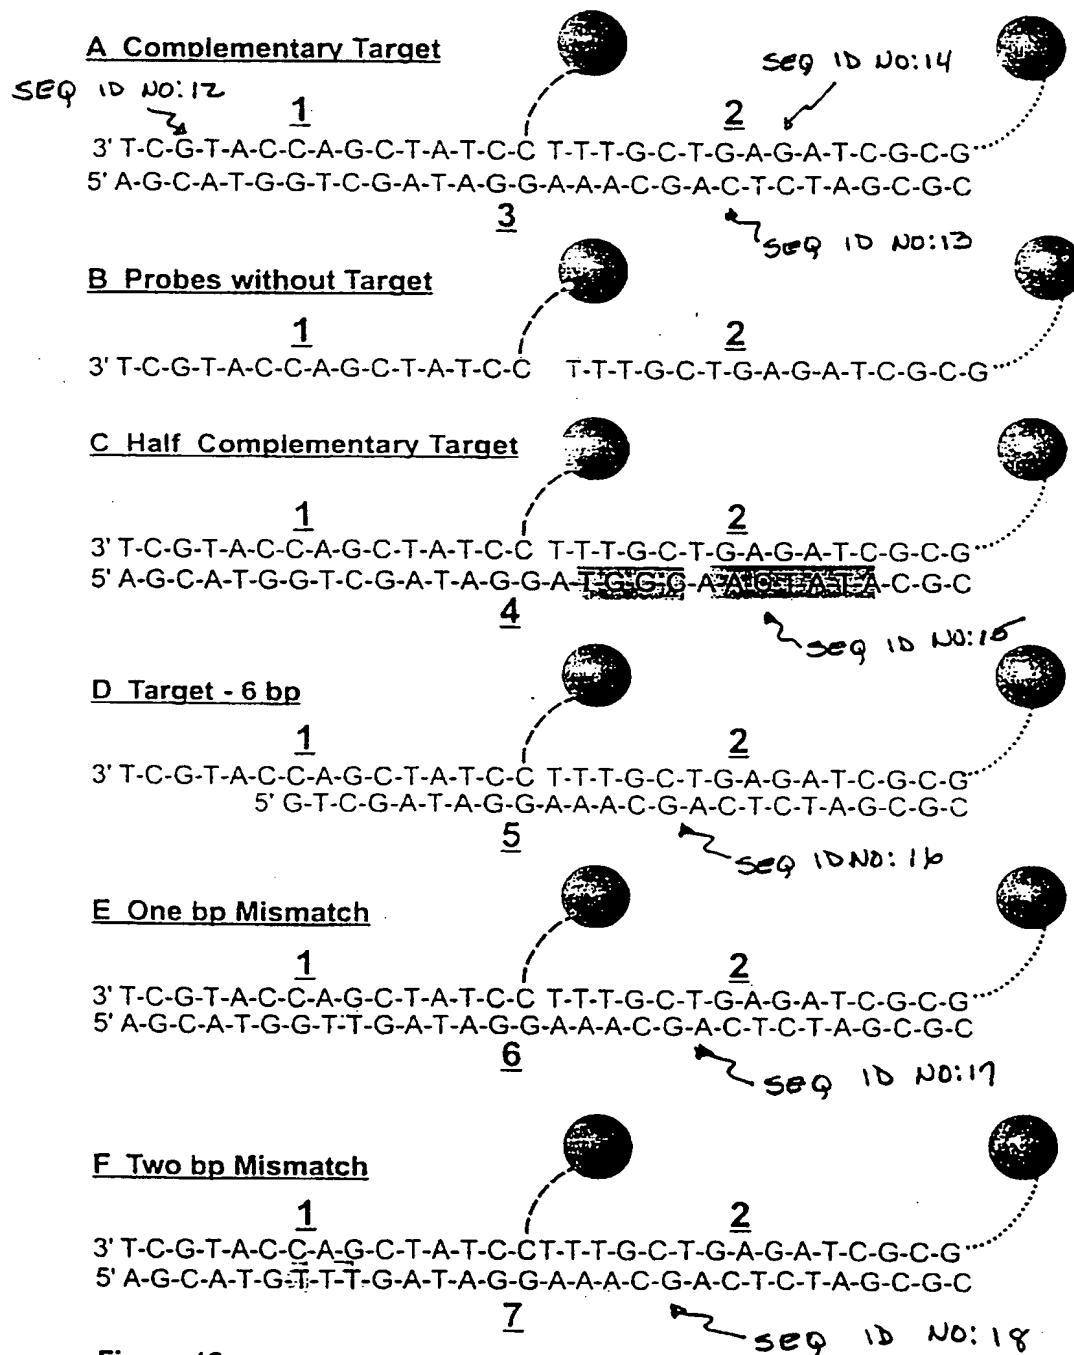 A Complementary Target
SEQ ID NO:12
SEQ ID NO:14
1
2
3' T-C-G-T-A-C-C-A-G-C-T-A-T-C-C T-T-T-G-C-T-G-A-G-A-T-C-G-C-G
5' A-G-C-A-T-G-G-T-C-G-A-T-A-G-G-A-A-A-C-G-A-C-T-C-T-A-G-C-G-C
3
SEQ ID NO:13
B Probes without Target
1
2
3' T-C-G-T-A-C-C-A-G-C-T-A-T-C-C T-T-T-G-C-T-G-A-G-A-T-C-G-C-G
C Half Complementary Target
1
2
3' T-C-G-T-A-C-C-A-G-C-T-A-T-C-C T-T-T-G-C-T-G-A-G-A-T-C-G-C-G
5' A-G-C-A-T-G-G-T-C-G-A-T-A-G-G-A-T-G-G-C-A-A-C-T-A-T-A-C-G-C
4
SEQ ID NO:15
D Target - 6 bp
1
2
3' T-C-G-T-A-C-C-A-G-C-T-A-T-C-C T-T-T-G-C-T-G-A-G-A-T-C-G-C-G
5' G-T-C-G-A-T-A-G-G-A-A-A-C-G-A-C-T-C-T-A-G-C-G-C
5
SEQ ID NO:16
E One bp Mismatch
1
2
3' T-C-G-T-A-C-C-A-G-C-T-A-T-C-C T-T-T-G-C-T-G-A-G-A-T-C-G-C-G
5' A-G-C-A-T-G-G-T-T-G-A-T-A-G-G-A-A-A-C-G-A-C-T-C-T-A-G-C-G-C
6
SEQ ID NO:17
F Two bp Mismatch
1
2
3' T-C-G-T-A-C-C-A-G-C-T-A-T-C-C-T-T-T-G-C-T-G-A-G-A-T-C-G-C-G
5' A-G-C-A-T-G-T-T-T-G-A-T-A-G-G-A-A-A-C-G-A-C-T-C-T-A-G-C-G-C
7
SEQ ID NO:18